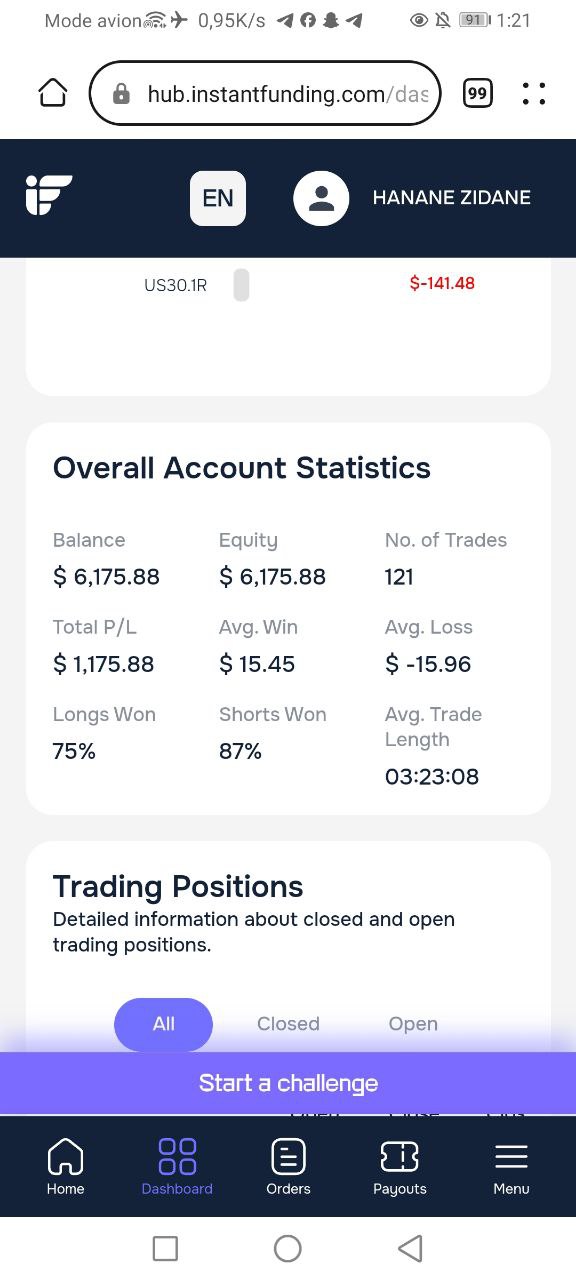 Mode avion 0,95K/s 91 1:21
hub.instantfunding.com/das
99
EN
HANANE ZIDANE
US30.1R
$-141.48
Overall Account Statistics
Balance Equity No. of Trades
$ 6,175.88 $ 6,175.88 121
Total P/L Avg. Win Avg. Loss
$ 1,175.88 $ 15.45 $ -15.96
Longs Won Shorts Won Avg. Trade
Length
75% 87% 03:23:08
Trading Positions
Detailed information about closed and open
trading positions.
All Closed Open
Start a challenge
Home Dashboard Orders Payouts Menu